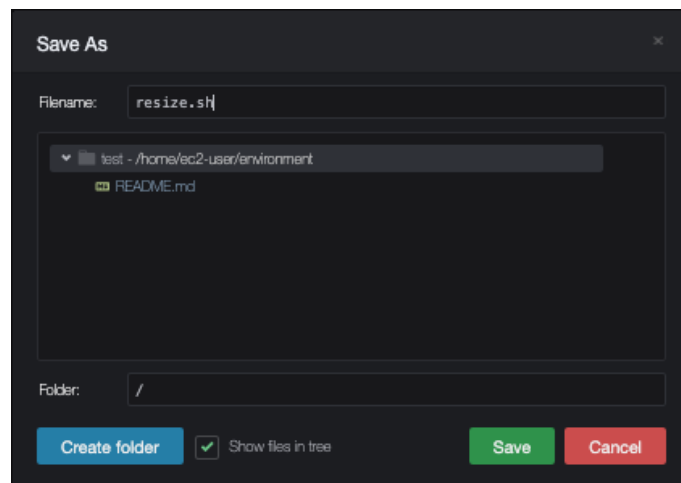 Save As
×
Filename: resize.sh
test - /home/ec2-user/environment
README.md
Folder: /
Create folder Show files in tree Save Cancel